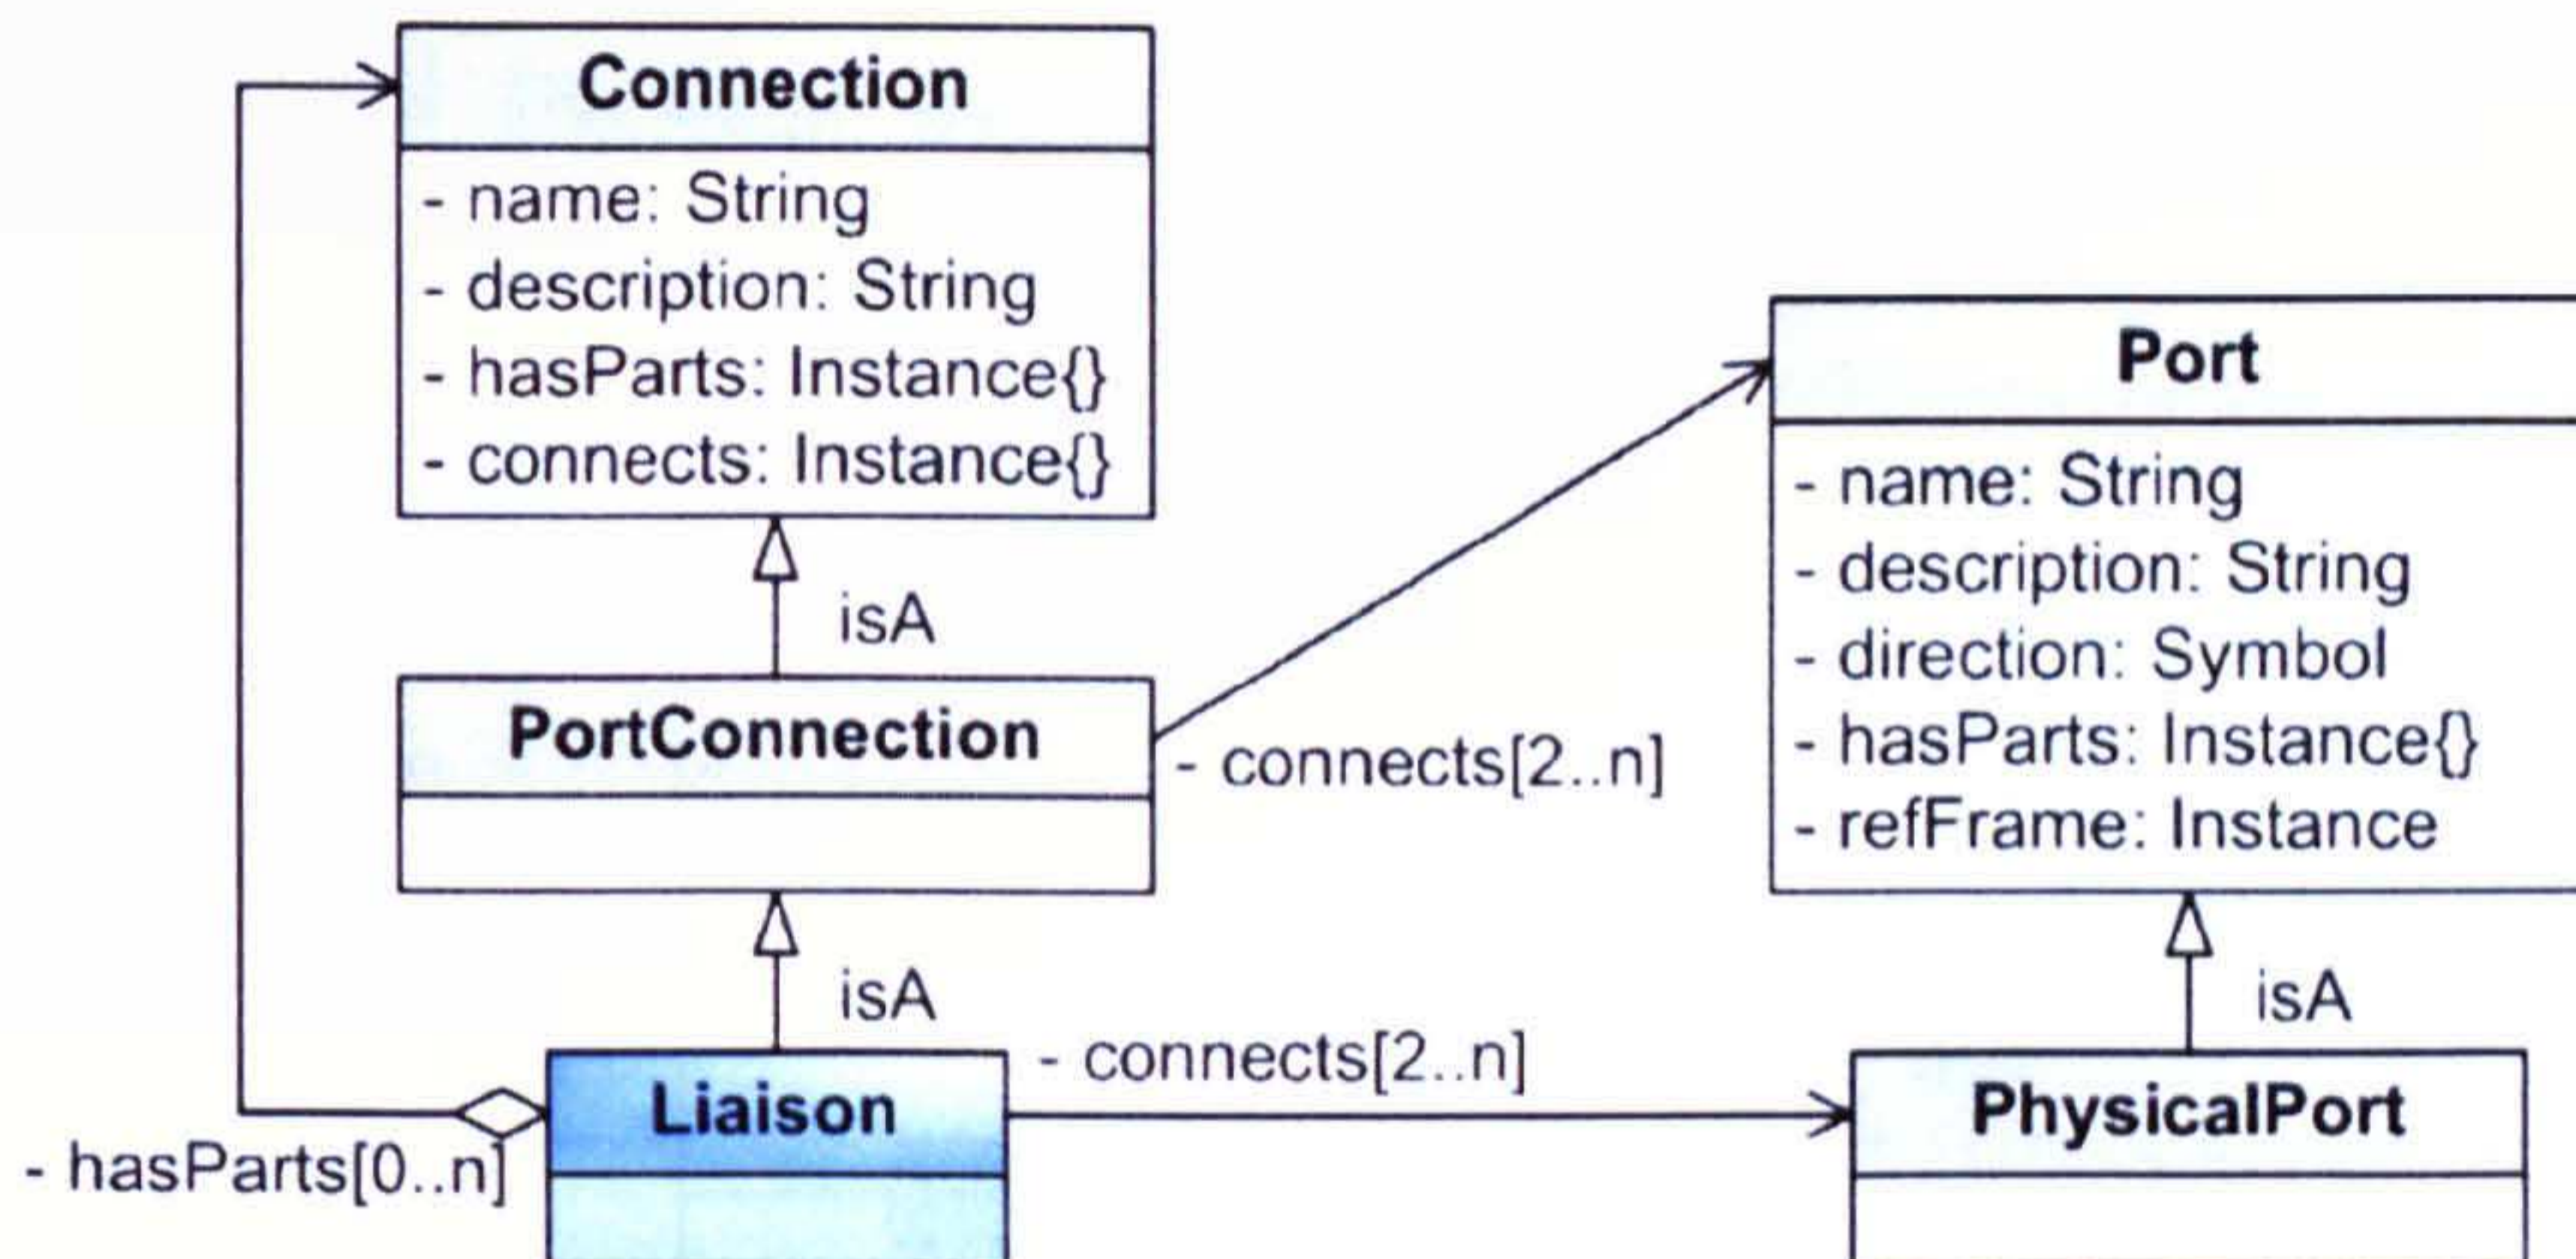 Connection
- name: String
- description: String
- hasParts: Instance{}
- connects: Instance{}
isA
PortConnection
- connects[2..n]
Port
- name: String
- description: String
- direction: Symbol
- hasParts: Instance{}
- refFrame: Instance
isA
isA
Liaison
- connects[2..n]
- hasParts[0..n]
PhysicalPort